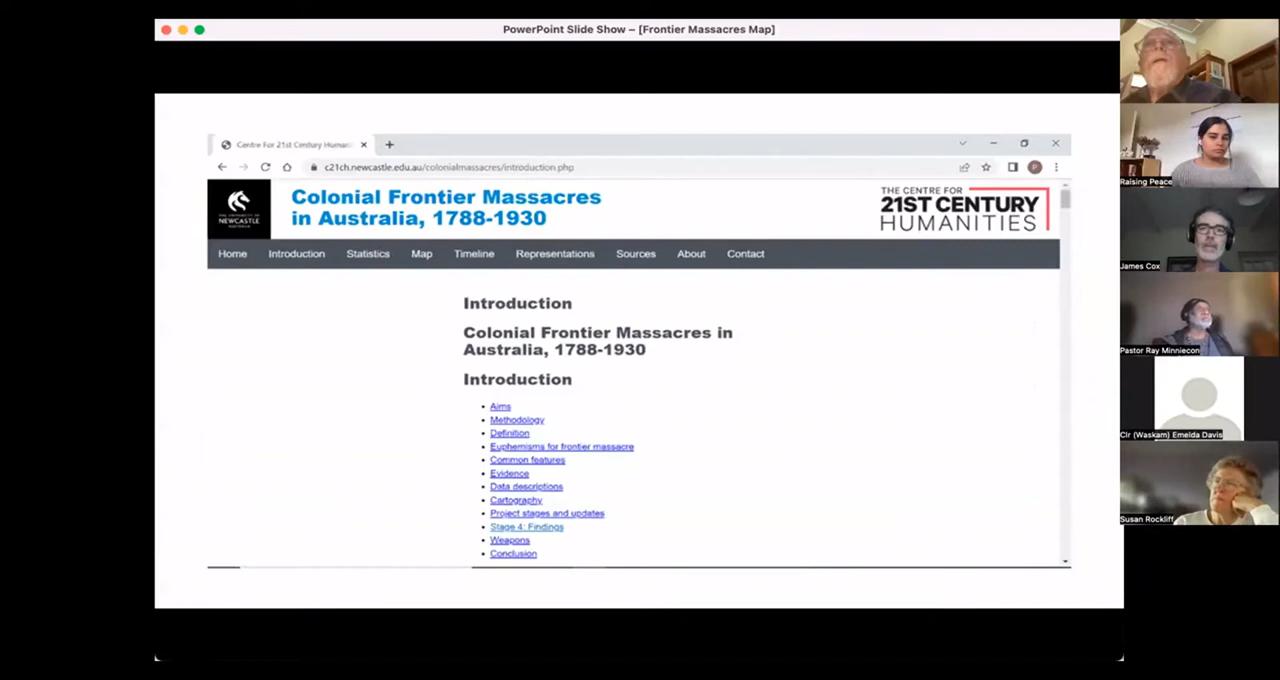 PowerPoint Slide Show – [Frontier Massacres Map]
Centre For 21st Century Human
c21ch.newcastle.edu.au/colonialmassacres/introduction.php
P
THE UNIVERSITY OF
NEWCASTLE
AUSTRALIA
Colonial Frontier Massacres
in Australia, 1788-1930
THE CENTRE FOR
21ST CENTURY
HUMANITIES
Home Introduction Statistics Map Timeline Representations Sources About Contact
Introduction
Colonial Frontier Massacres in
Australia, 1788-1930
Introduction
• Aims
• Methodology
• Definition
• Euphemisms for frontier massacre
• Common features
• Evidence
• Data descriptions
• Cartography
• Project stages and updates
• Stage 4: Findings
• Weapons
• Conclusion
Raising Peace
James Cox
Pastor Ray Minniecon
Clr (Waskam) Emelda Davis
Susan Rockliff